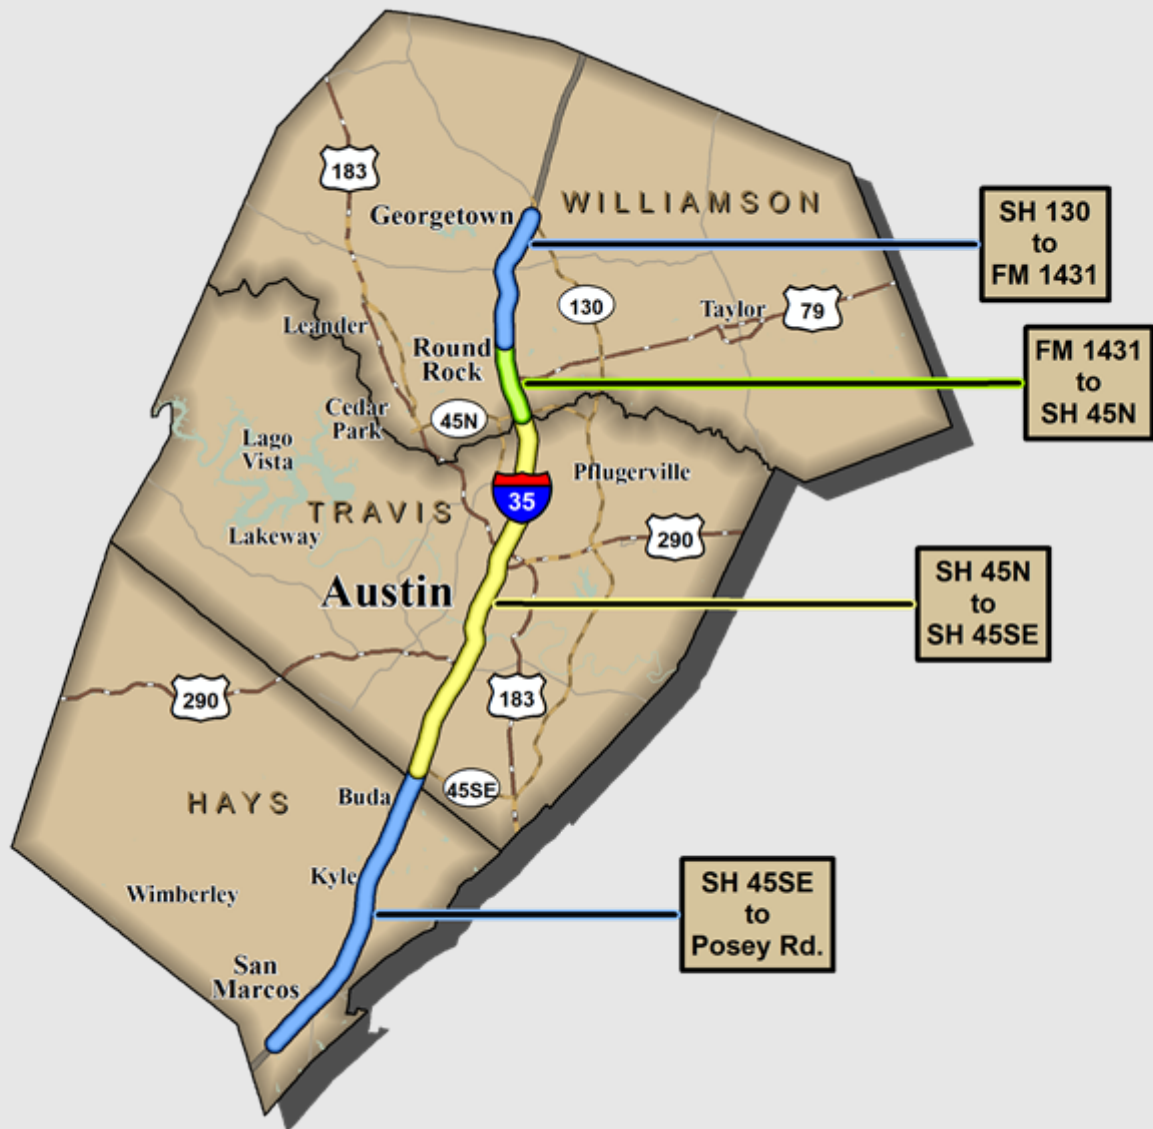 183
WILLIAMSON
Georgetown
SH 130
to
FM 1431
130
Taylor
79
Leander
Round
Rock
FM 1431
to
SH 45N
Cedar
Park
45N
Lago
Vista
Pflugerville
35
TRAVIS
Lakeway
290
Austin
SH 45N
to
SH 45SE
290
183
45SE
Buda
HAYS
Kyle
Wimberley
SH 45SE
to
Posey Rd.
San
Marcos